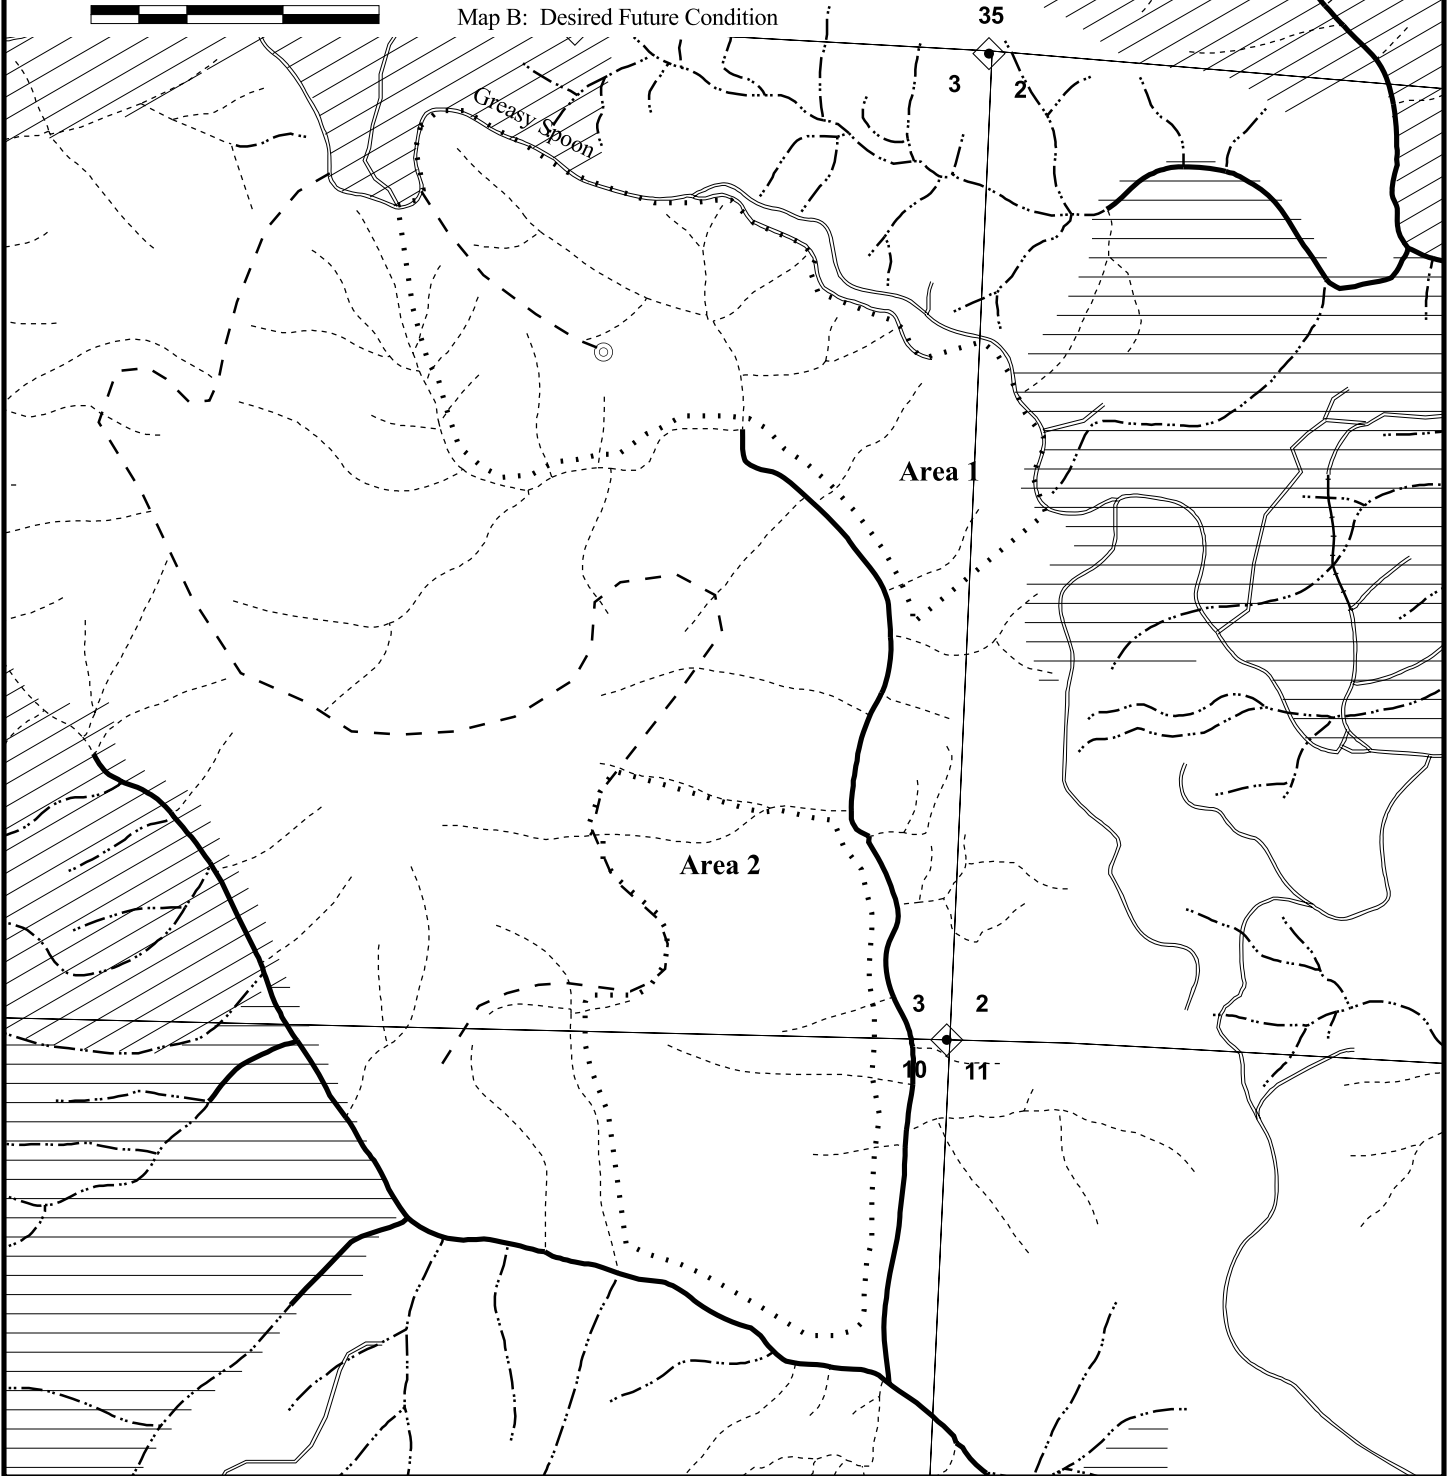 Map B: Desired Future Condition
35
3 2
Greasy Spoon
Area 1
Area 2
3 2
10 11